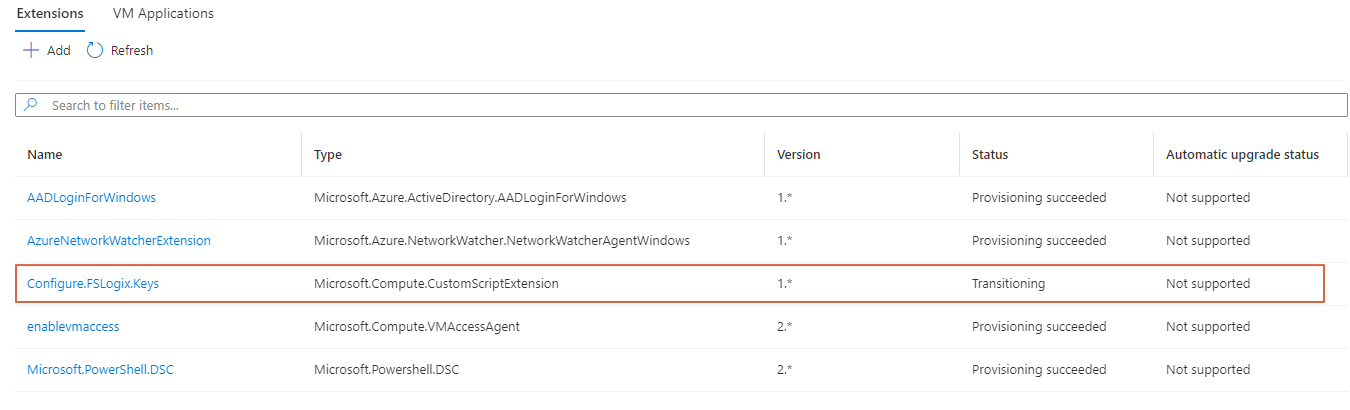 Extensions VM Applications
Add Refresh
Search to filter items...
Name Type Version Status Automatic upgrade status
AADLoginForWindows Microsoft.Azure.ActiveDirectory.AADLoginForWindows 1.* Provisioning succeeded Not supported
AzureNetworkWatcherExtension Microsoft.Azure.NetworkWatcher.NetworkWatcherAgentWindows 1.* Provisioning succeeded Not supported
Configure.FSLogix.Keys Microsoft.Compute.CustomScriptExtension 1.* Transitioning Not supported
enablevmaccess Microsoft.Compute.VMAccessAgent 2.* Provisioning succeeded Not supported
Microsoft.PowerShell.DSC Microsoft.Powershell.DSC 2.* Provisioning succeeded Not supported